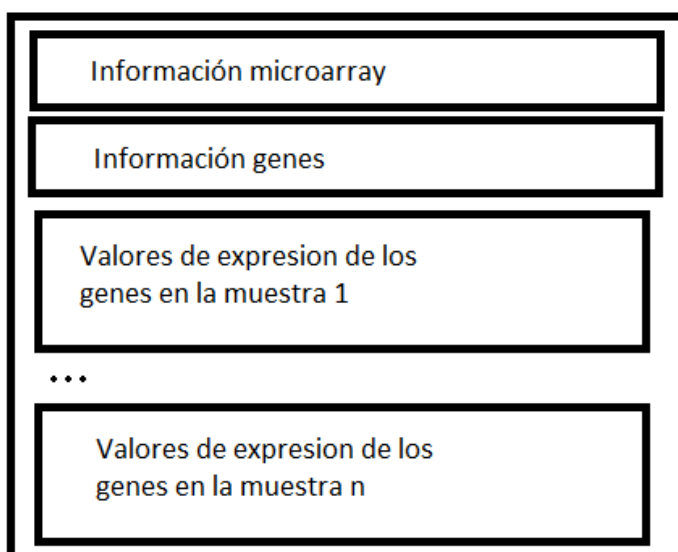 Información microarray
Información genes
Valores de expresion de los
genes en la muestra 1
...
Valores de expresion de los
genes en la muestra n